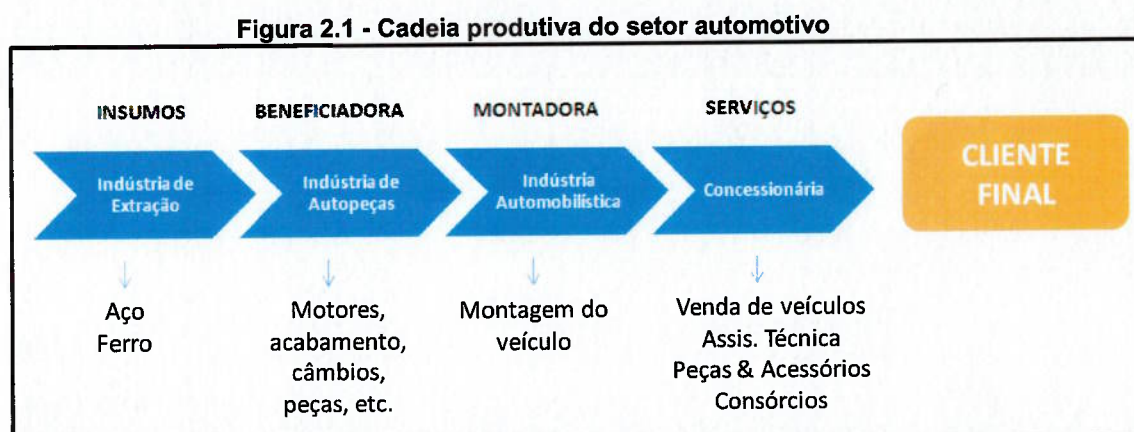 Figura 2.1 - Cadeia produtiva do setor automotivo
INSUMOS
BENEFICIADORA
MONTADORA
SERVIÇOS
Indústria de
Extração
Indústria de
Autopeças
Indústria
Automobilística
Concessionária
CLIENTE
FINAL
Aço
Ferro
Motores,
acabamento,
câmbios,
peças, etc.
Montagem do
veículo
Venda de veículos
Assis. Técnica
Peças & Acessórios
Consórcios